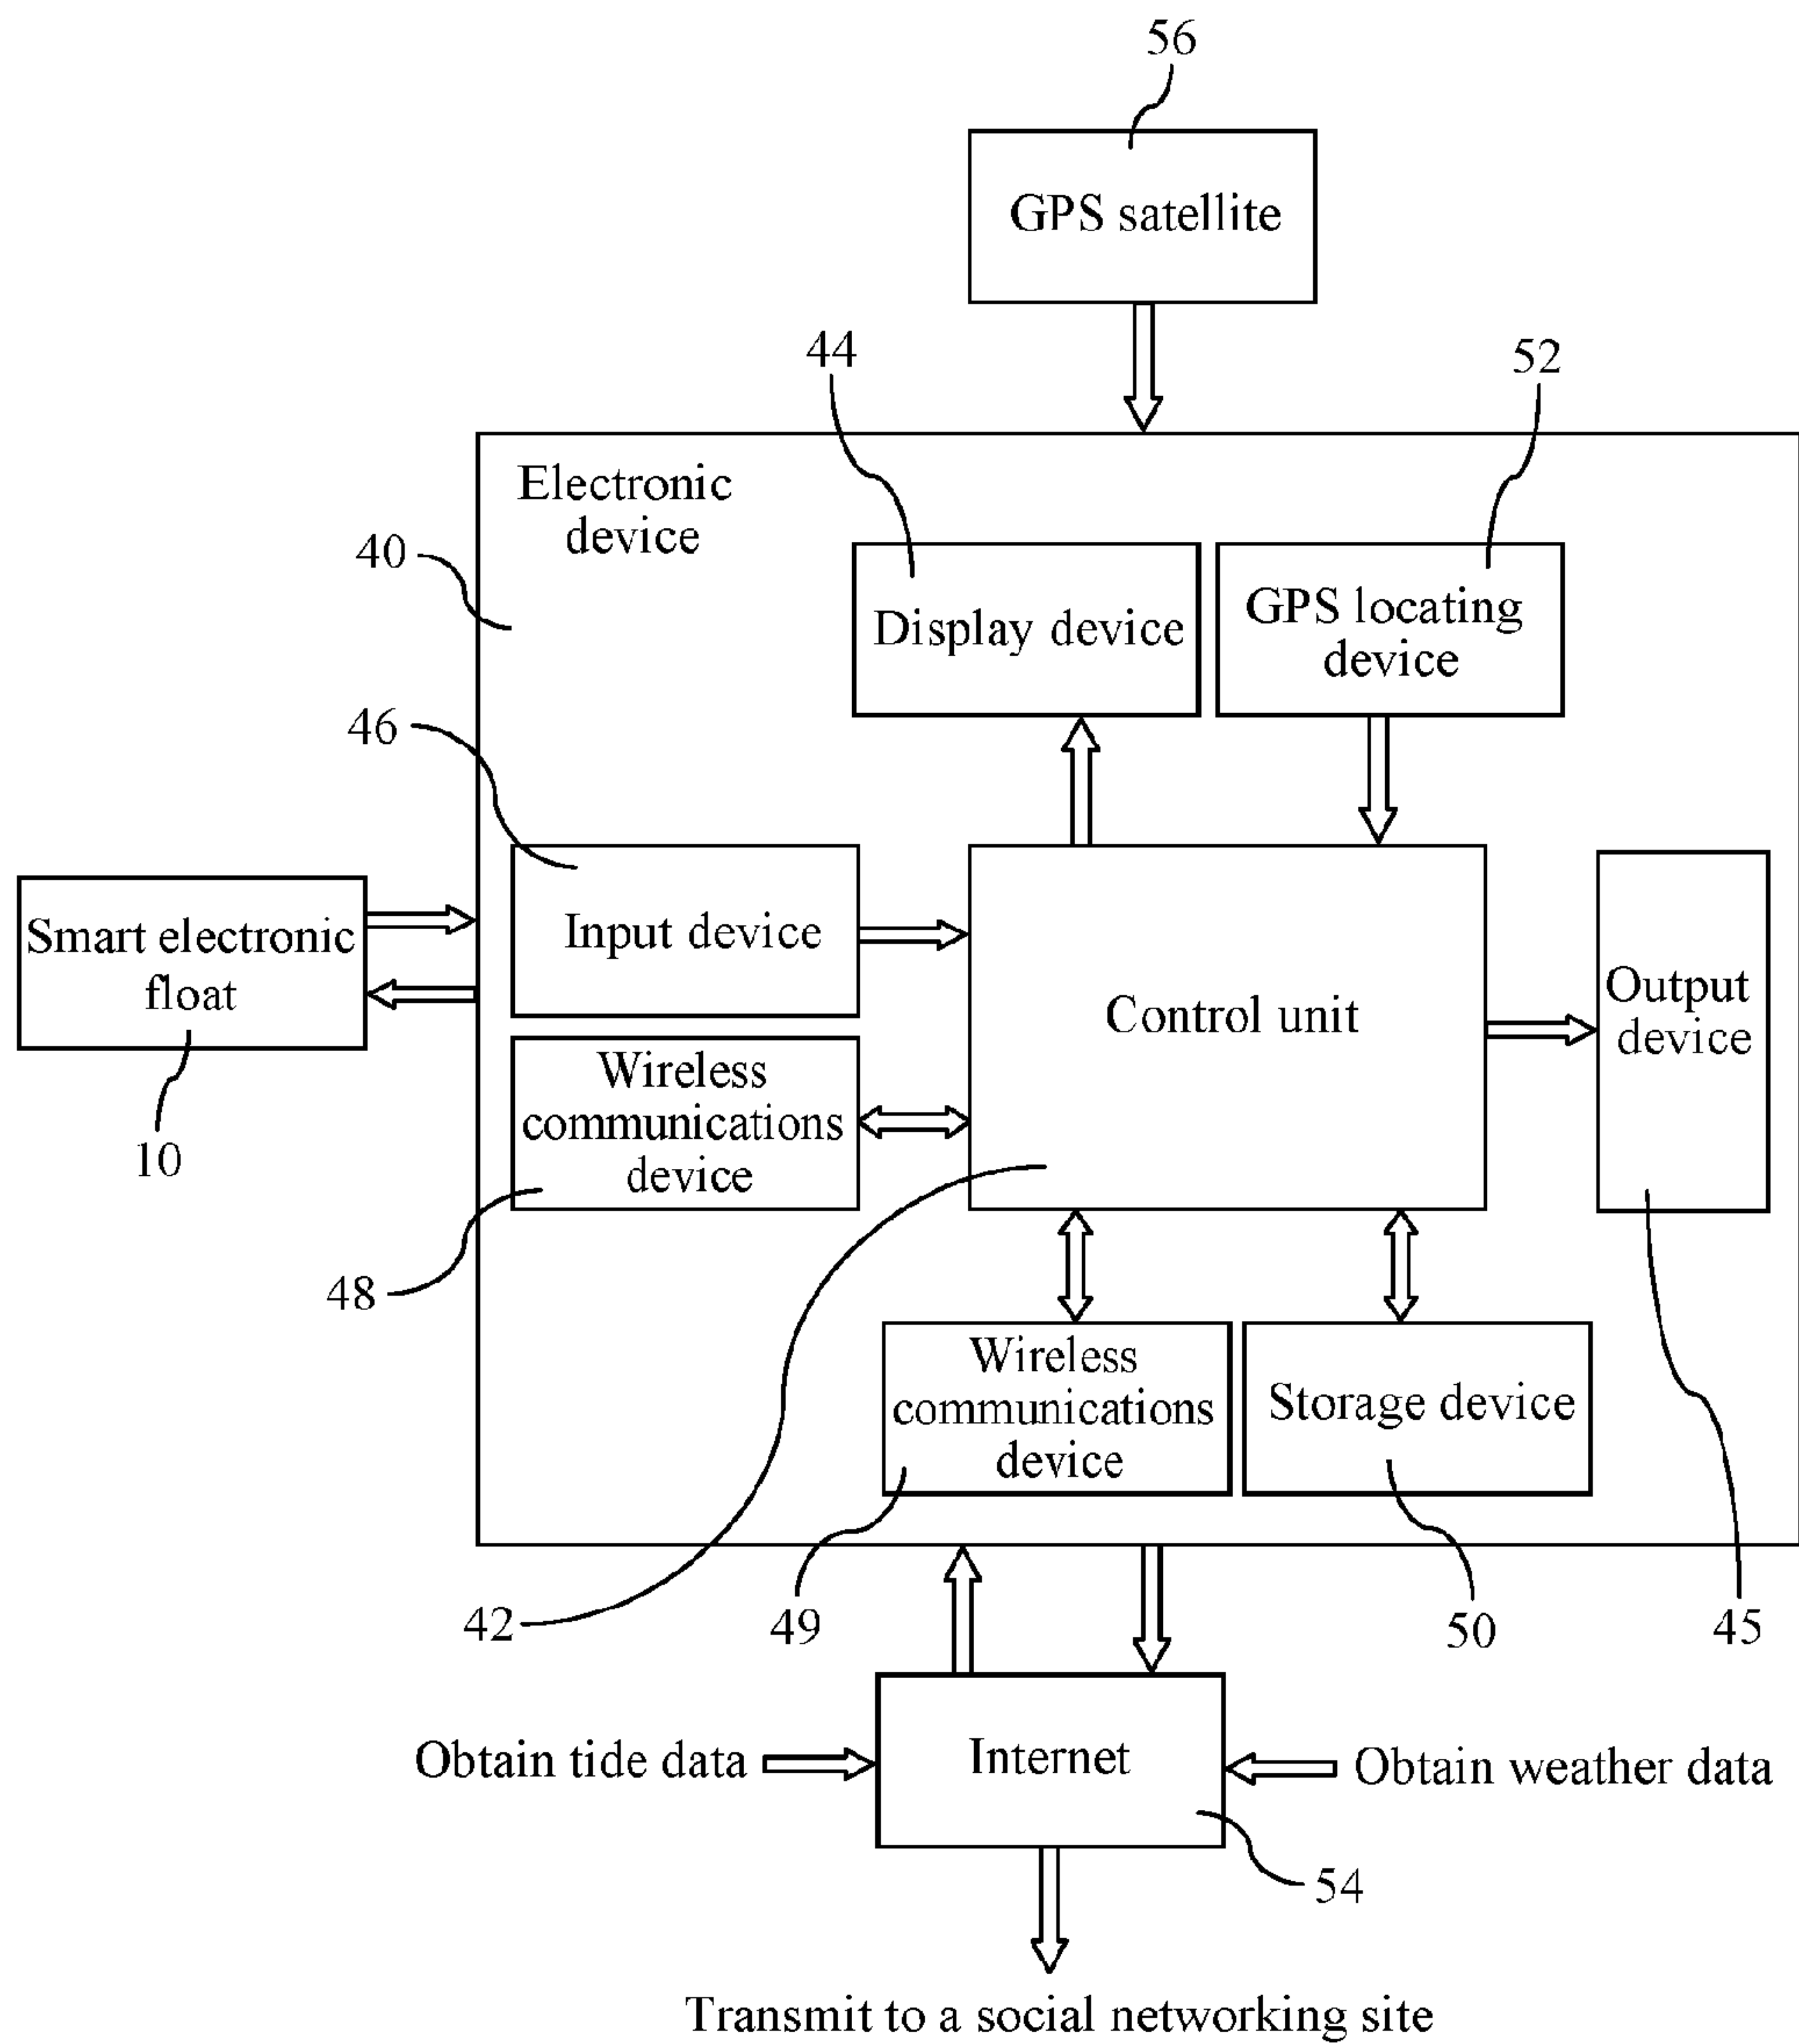 56
GPS satellite
44
52
Electronic
device
40
Display device
GPS locating
device
46
Input device
Smart electronic
float
10
Control unit
Output
device
Wireless
communications
device
48
Wireless
communications
device
Storage device
42
49
50
45
Internet
Obtain tide data
Obtain weather data
54
Transmit to a social networking site